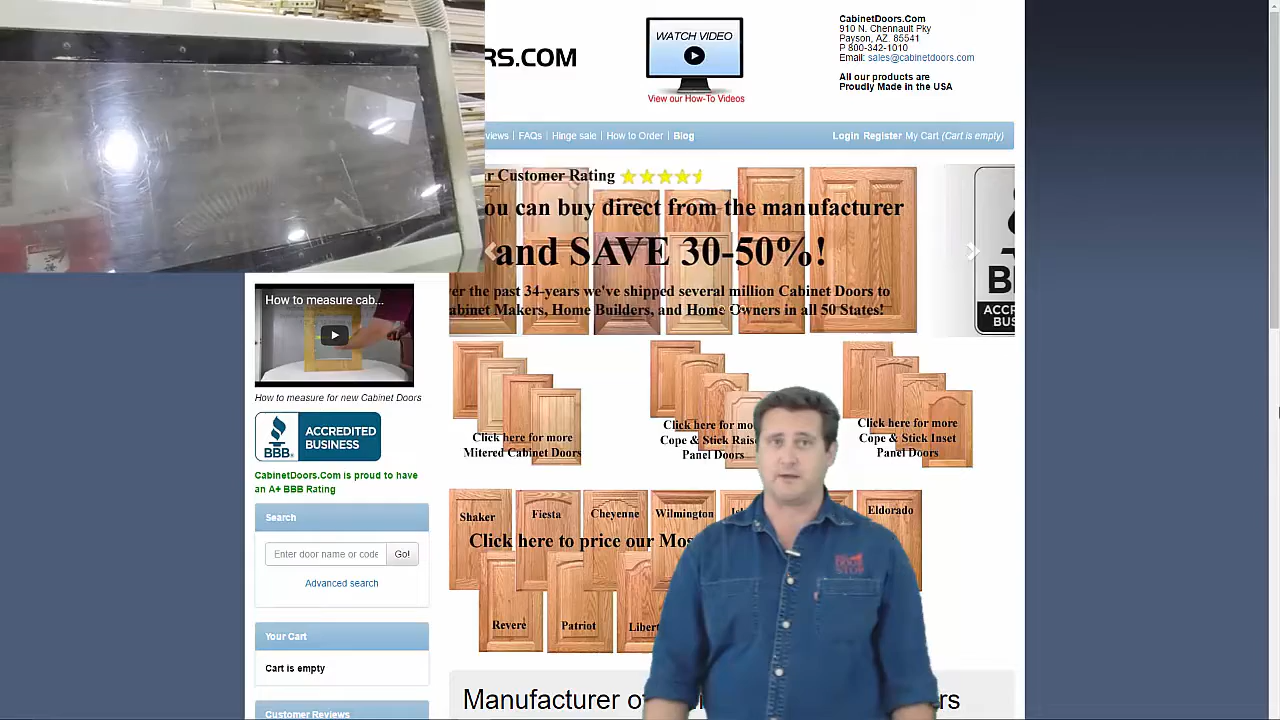 RS.COM
WATCH VIDEO
View our How-To Videos
CabinetDoors.Com
910 N. Chennault Pky
Payson, AZ. 85541
P 800-342-1010
Email: sales@cabinetdoors.com
All our products are
Proudly Made in the USA
views | FAQs | Hinge sale | How to Order | Blog
Login Register My Cart (Cart is empty)
r Customer Rating
ou can buy direct from the manufacturer
and SAVE 30-50%!
ver the past 34-years we've shipped several million Cabinet Doors to
abinet Makers, Home Builders, and Home Owners in all 50 States!
B
ACC
BUS
How to measure cab...
How to measure for new Cabinet Doors
BBB
ACCREDITED
BUSINESS
CabinetDoors.Com is proud to have
an A+ BBB Rating
Search
Enter door name or code
Go!
Advanced search
Your Cart
Cart is empty
Customer Reviews
Click here for more
Mitered Cabinet Doors
Click here for mo
Cope & Stick Rais
Panel Doors
Click here for more
Cope & Stick Inset
Panel Doors
Shaker
Fiesta
Cheyenne
Wilmington
Eldorado
Click here to price our Mos
Revere
Patriot
Libert
DOOR
STOP
Manufacturer o
rs